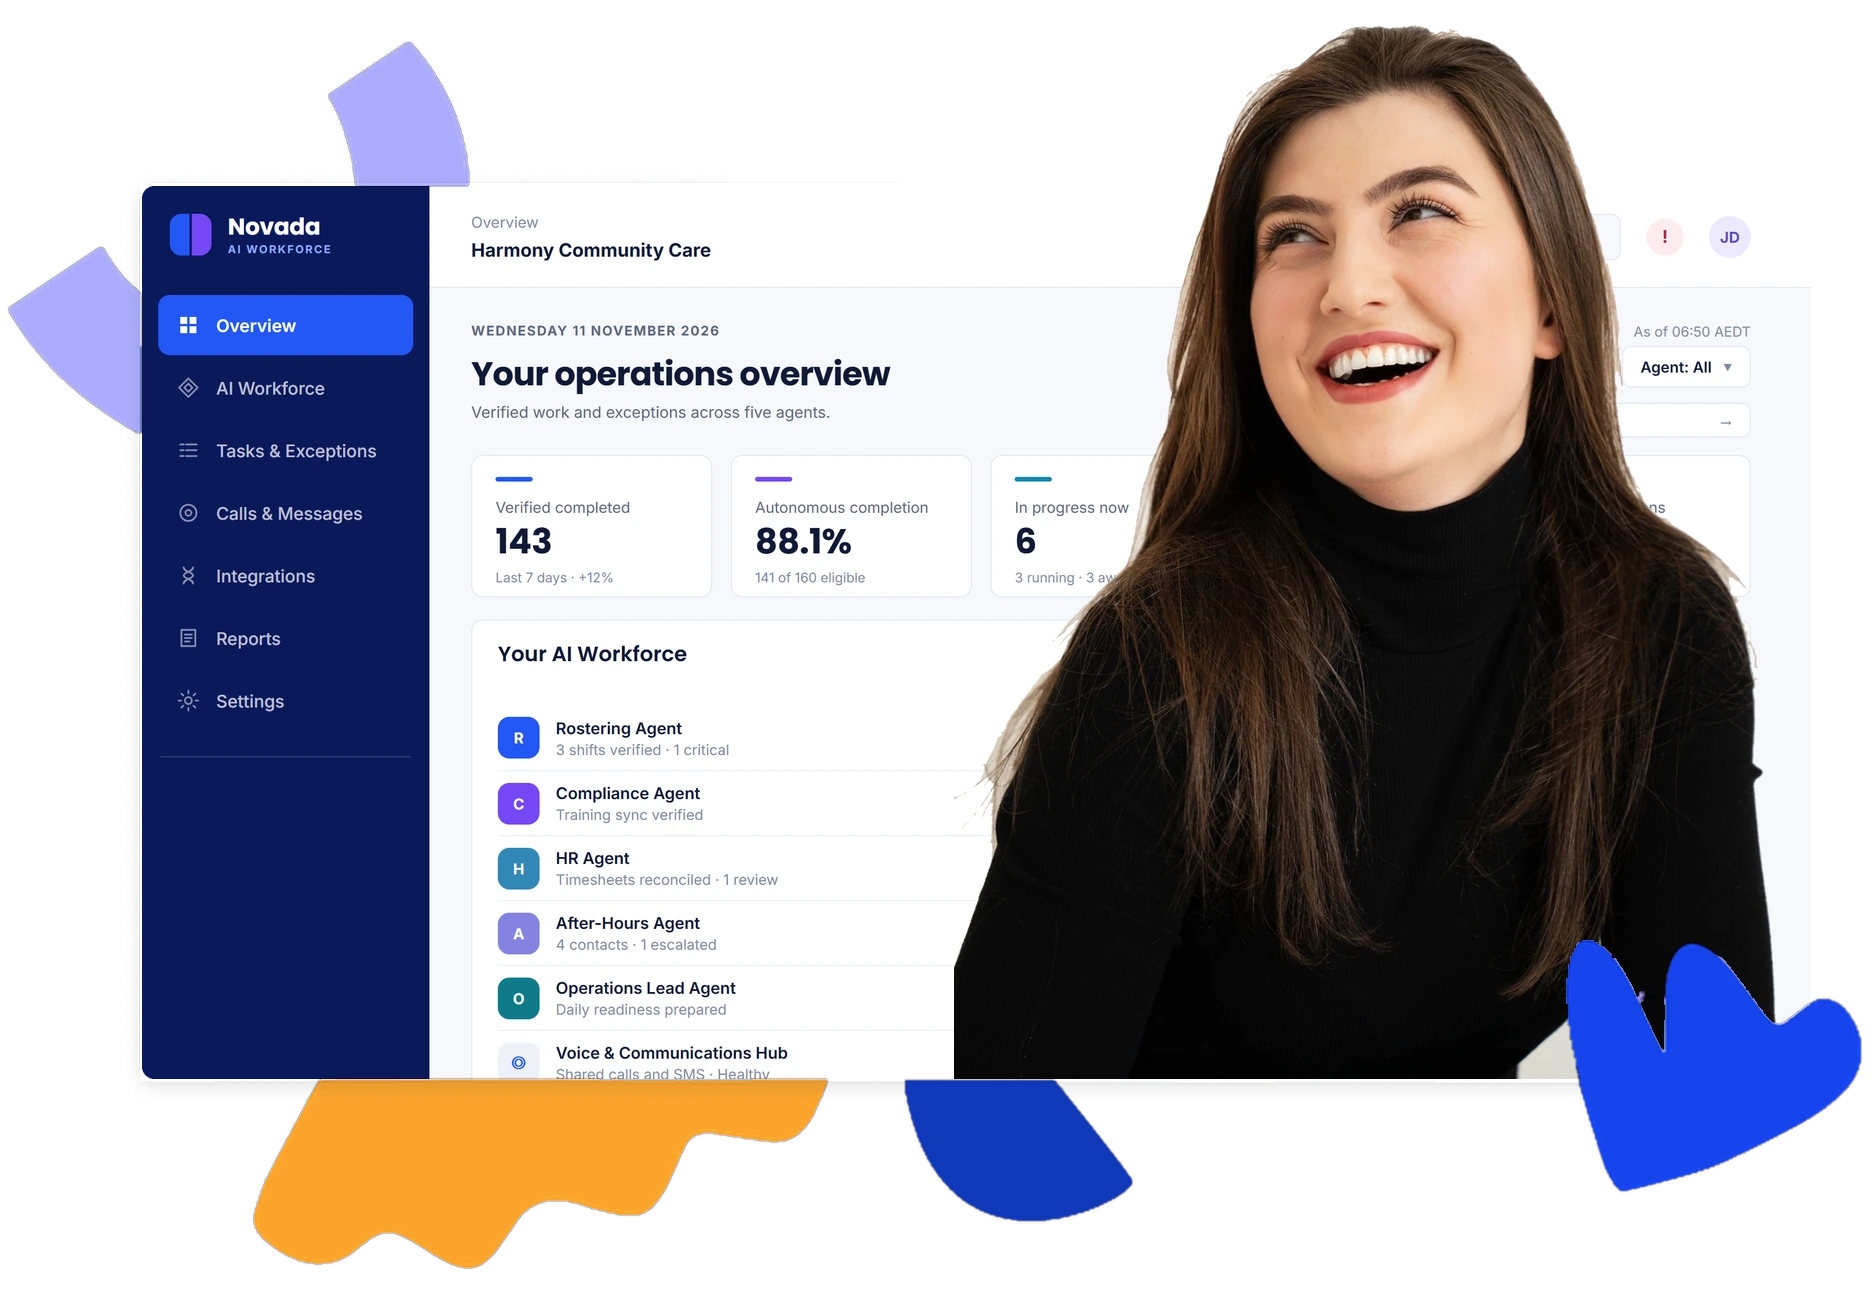 Novada
AI WORKFORCE
Overview
AI Workforce
Tasks & Exceptions
Calls & Messages
Integrations
Reports
Settings
Overview
Harmony Community Care
!
JD
WEDNESDAY 11 NOVEMBER 2026
As of 06:50 AEDT
Your operations overview
Agent: All
Verified work and exceptions across five agents.
Verified completed
143
Last 7 days · +12%
Autonomous completion
88.1%
141 of 160 eligible
In progress now
6
3 running · 3
Your AI Workforce
R
Rostering Agent
3 shifts verified · 1 critical
C
Compliance Agent
Training sync verified
H
HR Agent
Timesheets reconciled · 1 review
A
After-Hours Agent
4 contacts · 1 escalated
O
Operations Lead Agent
Daily readiness prepared
Voice & Communications Hub
Shared calls and SMS · Healthy